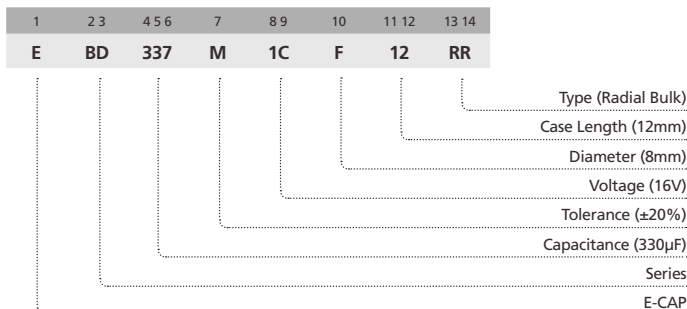 1 2 3 4 5 6 7 8 9 10 11 12 13 14
E BD 337 M 1C F 12 RR
Type (Radial Bulk)
Case Length (12mm)
Diameter (8mm)
Voltage (16V)
Tolerance (±20%)
Capacitance (330µF)
Series
E-CAP